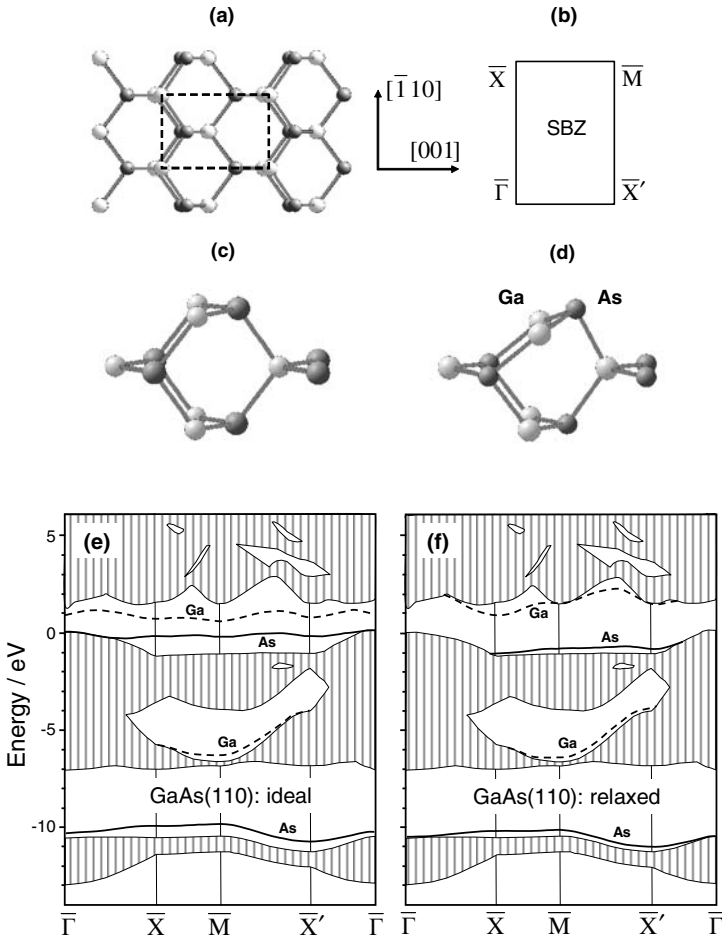 (a)
(b)
[1̅ 10]
[001]
X̅
M̅
SBZ
Γ̅
X̅′
(c)
(d)
Ga
As
Energy / eV
5
0
-5
-10
(e)
Ga
As
Ga
GaAs(110): ideal
As
Γ̅
X̅
M̅
X̅′
Γ̅
(f)
Ga
As
Ga
GaAs(110): relaxed
As
Γ̅
X̅
M̅
X̅′
Γ̅